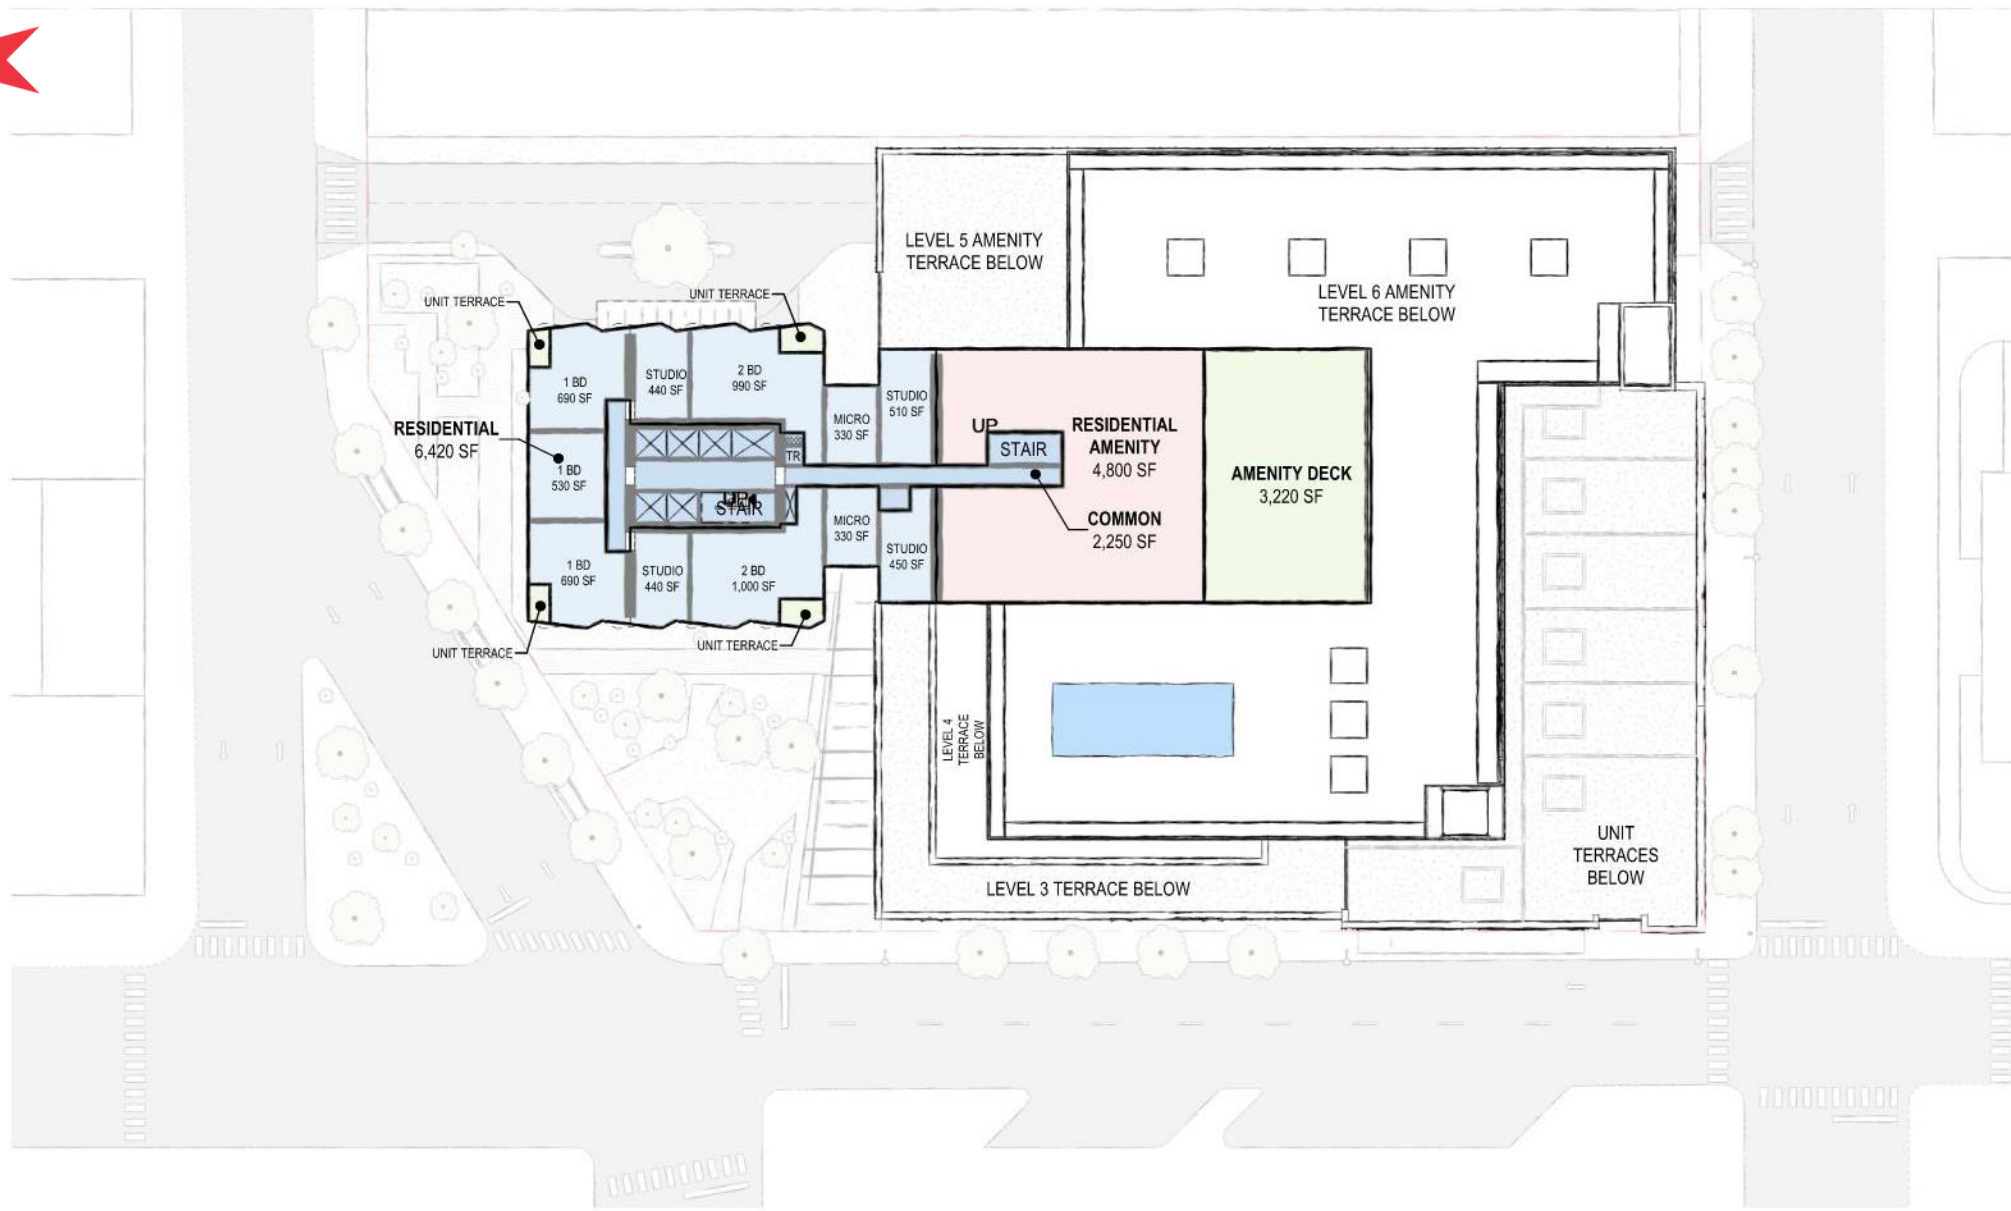 LEVEL 5 AMENITY
TERRACE BELOW
LEVEL 6 AMENITY
TERRACE BELOW
UNIT TERRACE
UNIT TERRACE
1 BD
690 SF
STUDIO
440 SF
2 BD
990 SF
MICRO
330 SF
STUDIO
510 SF
RESIDENTIAL
6,420 SF
1 BD
530 SF
TR
UP
STAIR
UP
STAIR
RESIDENTIAL
AMENITY
4,800 SF
AMENITY DECK
3,220 SF
COMMON
2,250 SF
MICRO
330 SF
STUDIO
450 SF
1 BD
690 SF
STUDIO
440 SF
2 BD
1,000 SF
UNIT TERRACE
UNIT TERRACE
LEVEL 4
TERRACE
BELOW
LEVEL 3 TERRACE BELOW
UNIT
TERRACES
BELOW